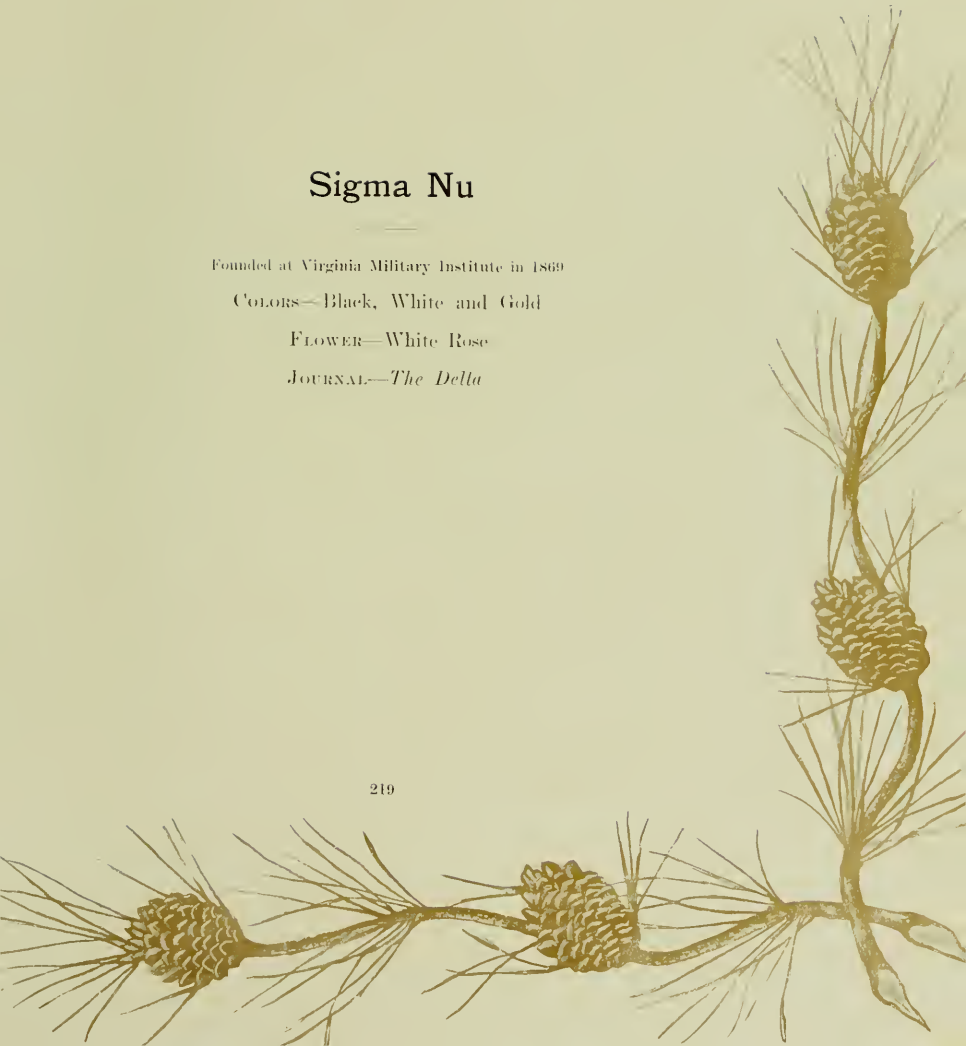 Sigma Nu
Founded at Virginia Military Institute in 1869
COLORS—Black, White and Gold
FLOWER—White Rose
JOURNAL—The Delta
219